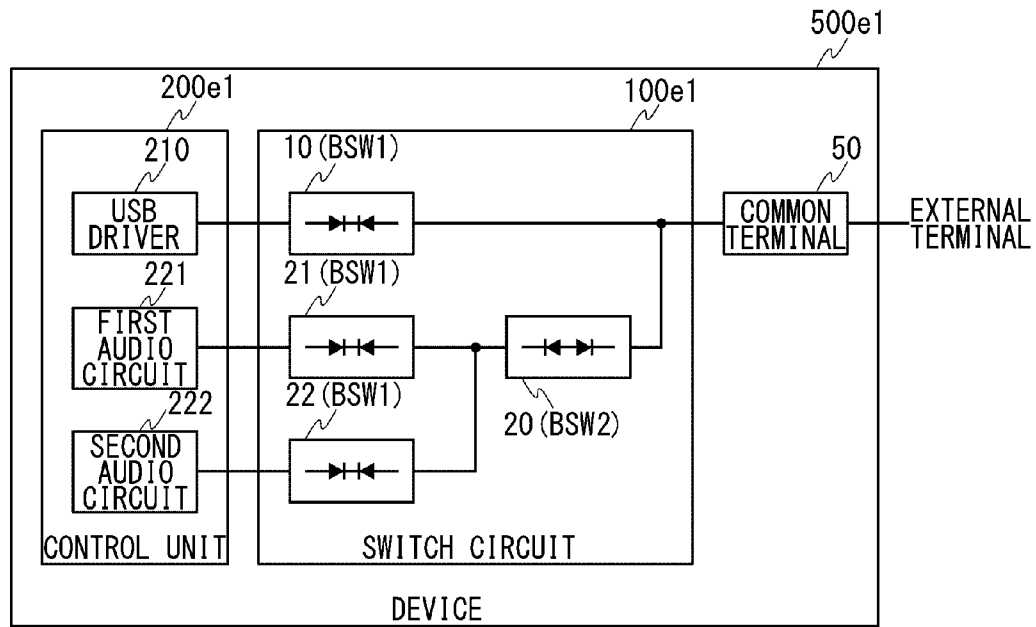 500e1
200e1
100e1
210
10(BSW1)
50
USB
DRIVER
COMMON
TERMINAL
EXTERNAL
TERMINAL
221
21(BSW1)
FIRST
AUDIO
CIRCUIT
222
22(BSW1)
20(BSW2)
SECOND
AUDIO
CIRCUIT
CONTROL UNIT
SWITCH CIRCUIT
DEVICE